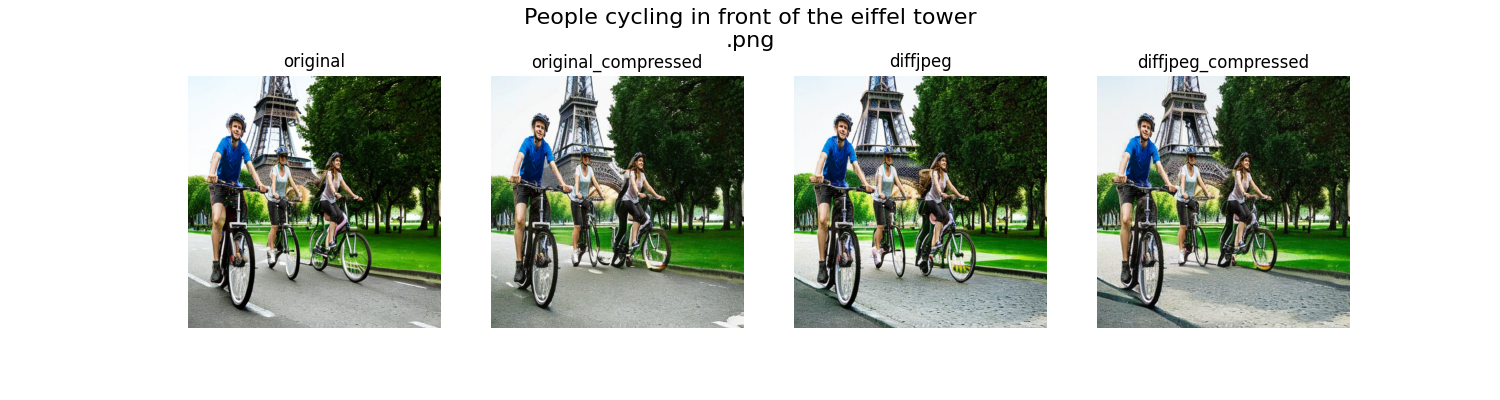 People cycling in front of the eiffel tower
.png
original
original_compressed
diffjpeg
diffjpeg_compressed